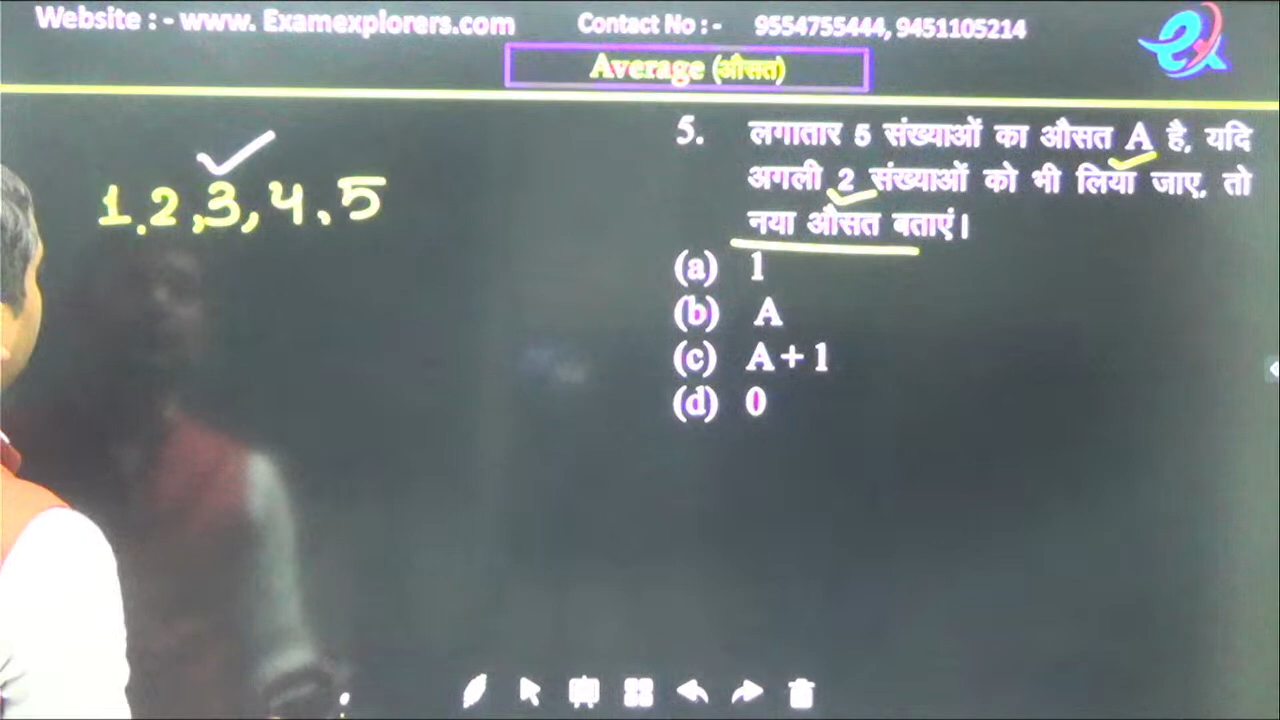 Website : - www. Examexplorers.com Contact No : - 9554755444, 9451105214
Average (औसत)
1,2,3,4,5
5. लगातार 5 संख्याओं का औसत A है, यदि
अगली 2 संख्याओं को भी लिया जाए, तो
नया औसत बताएं।
(a) 1
(b) A
(c) A + 1
(d) 0